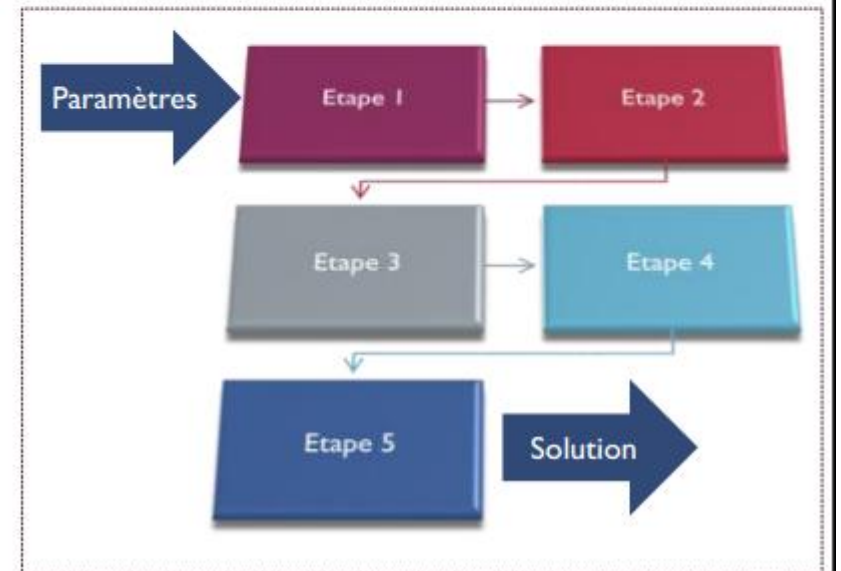 Paramètres
Etape 1
Etape 2
Etape 3
Etape 4
Etape 5
Solution